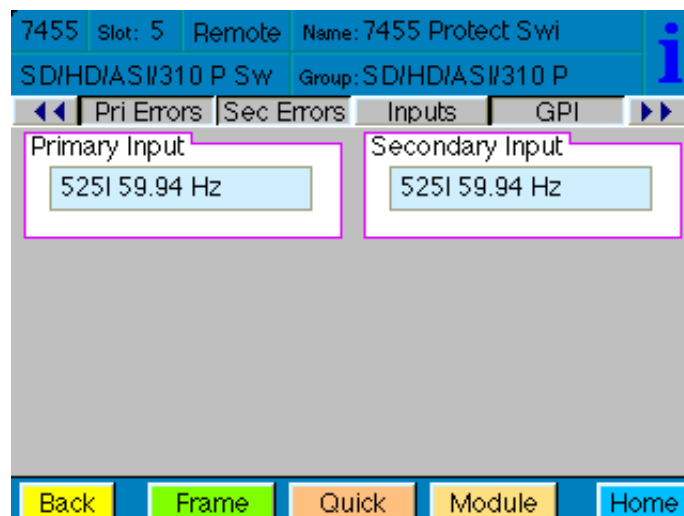 7455 Slot: 5 Remote Name: 7455 Protect Swi
SD/HD/ASI/310 P Sw Group: SD/HD/ASI/310 P
i
Pri Errors Sec Errors Inputs GPI
Primary Input Secondary Input
525I 59.94 Hz 525I 59.94 Hz
Back Frame Quick Module Home